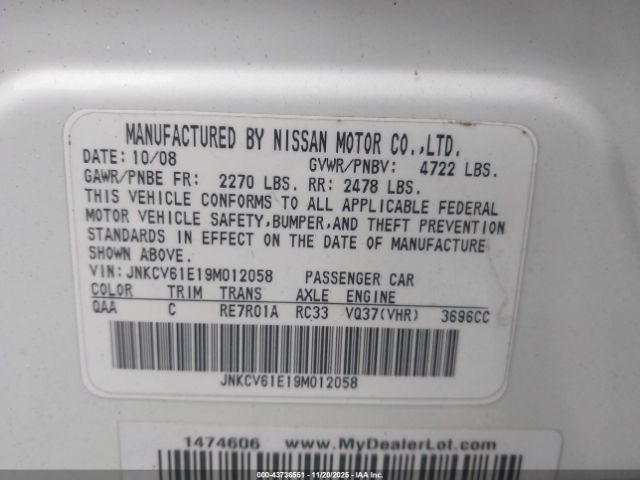 MANUFACTURED BY NISSAN MOTOR CO.,LTD.
DATE: 10/08 GVWR/PNBV: 4722 LBS.
GAWR/PNBE FR: 2270 LBS. RR: 2478 LBS.
THIS VEHICLE CONFORMS TO ALL APPLICABLE FEDERAL
MOTOR VEHICLE SAFETY,BUMPER,AND THEFT PREVENTION
STANDARDS IN EFFECT ON THE DATE OF MANUFACTURE
SHOWN ABOVE.
VIN: JNKCV61E19M012058 PASSENGER CAR
COLOR TRIM TRANS AXLE ENGINE
QAA C RE7R01A RC33 VQ37(VHR) 3696CC
JNKCV61E19M012058
1474606 www.MyDealerLot.com
000-43736551 - 11/20/2025 - IAA Inc.